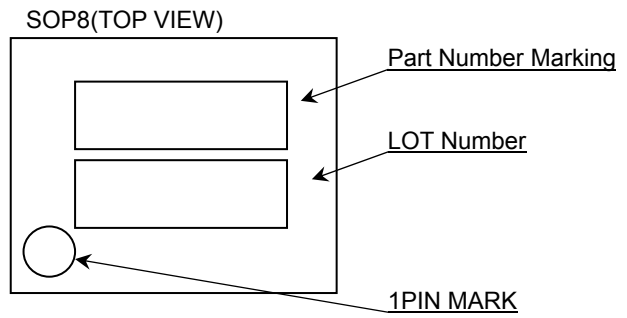 SOP8(TOP VIEW)
Part Number Marking
LOT Number
1PIN MARK